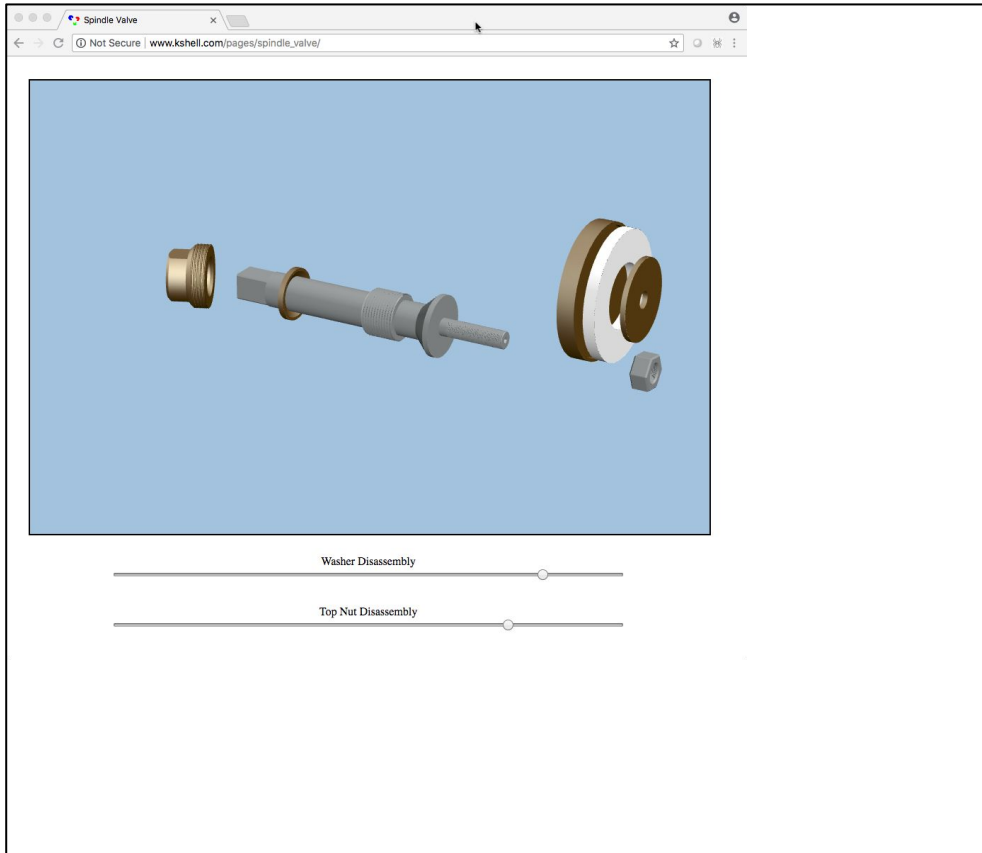 Spindle Valve
Not Secure www.kshell.com/pages/spindle_valve/
Washer Disassembly
Top Nut Disassembly